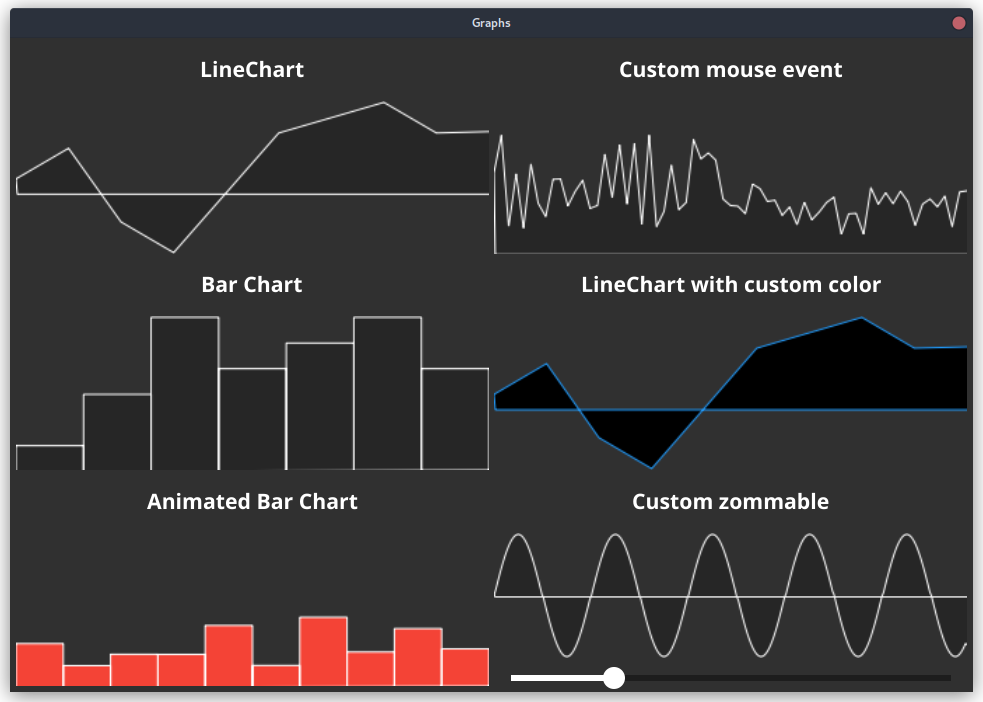 Graphs
LineChart
Custom mouse event
Bar Chart
LineChart with custom color
Animated Bar Chart
Custom zommable